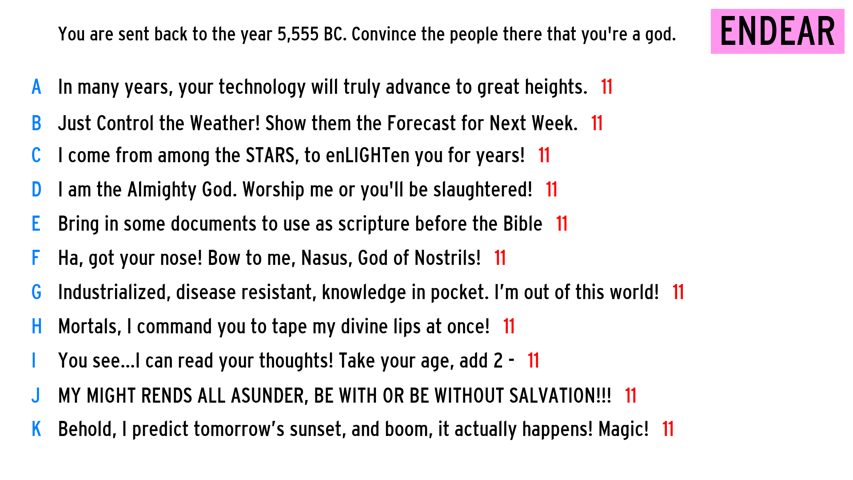 You are sent back to the year 5,555 BC. Convince the people there that you're a god.
ENDEAR
A In many years, your technology will truly advance to great heights. 11
B Just Control the Weather! Show them the Forecast for Next Week. 11
C I come from among the STARS, to enLIGHTen you for years! 11
D I am the Almighty God. Worship me or you'll be slaughtered! 11
E Bring in some documents to use as scripture before the Bible 11
F Ha, got your nose! Bow to me, Nasus, God of Nostrils! 11
G Industrialized, disease resistant, knowledge in pocket. I'm out of this world! 11
H Mortals, I command you to tape my divine lips at once! 11
I You see...I can read your thoughts! Take your age, add 2 - 11
J MY MIGHT RENDS ALL ASUNDER, BE WITH OR BE WITHOUT SALVATION!!! 11
K Behold, I predict tomorrow's sunset, and boom, it actually happens! Magic! 11